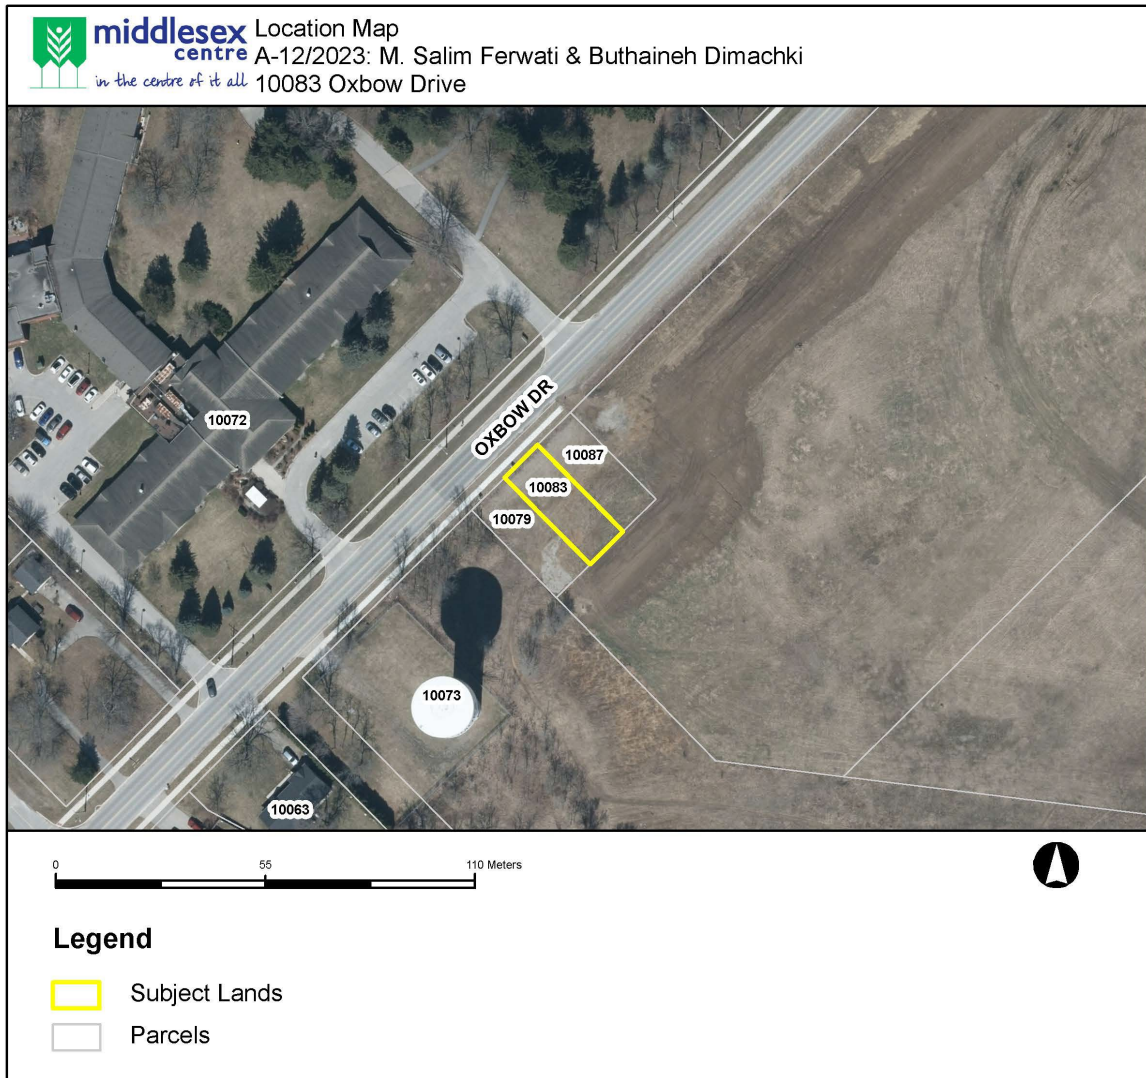 middlesex
centre
in the centre of it all
Location Map
A-12/2023: M. Salim Ferwati & Buthaineh Dimachki
10083 Oxbow Drive
OXBOW DR
10072
10087
10083
10079
10073
10063
0
55
110 Meters
Legend
Subject Lands
Parcels